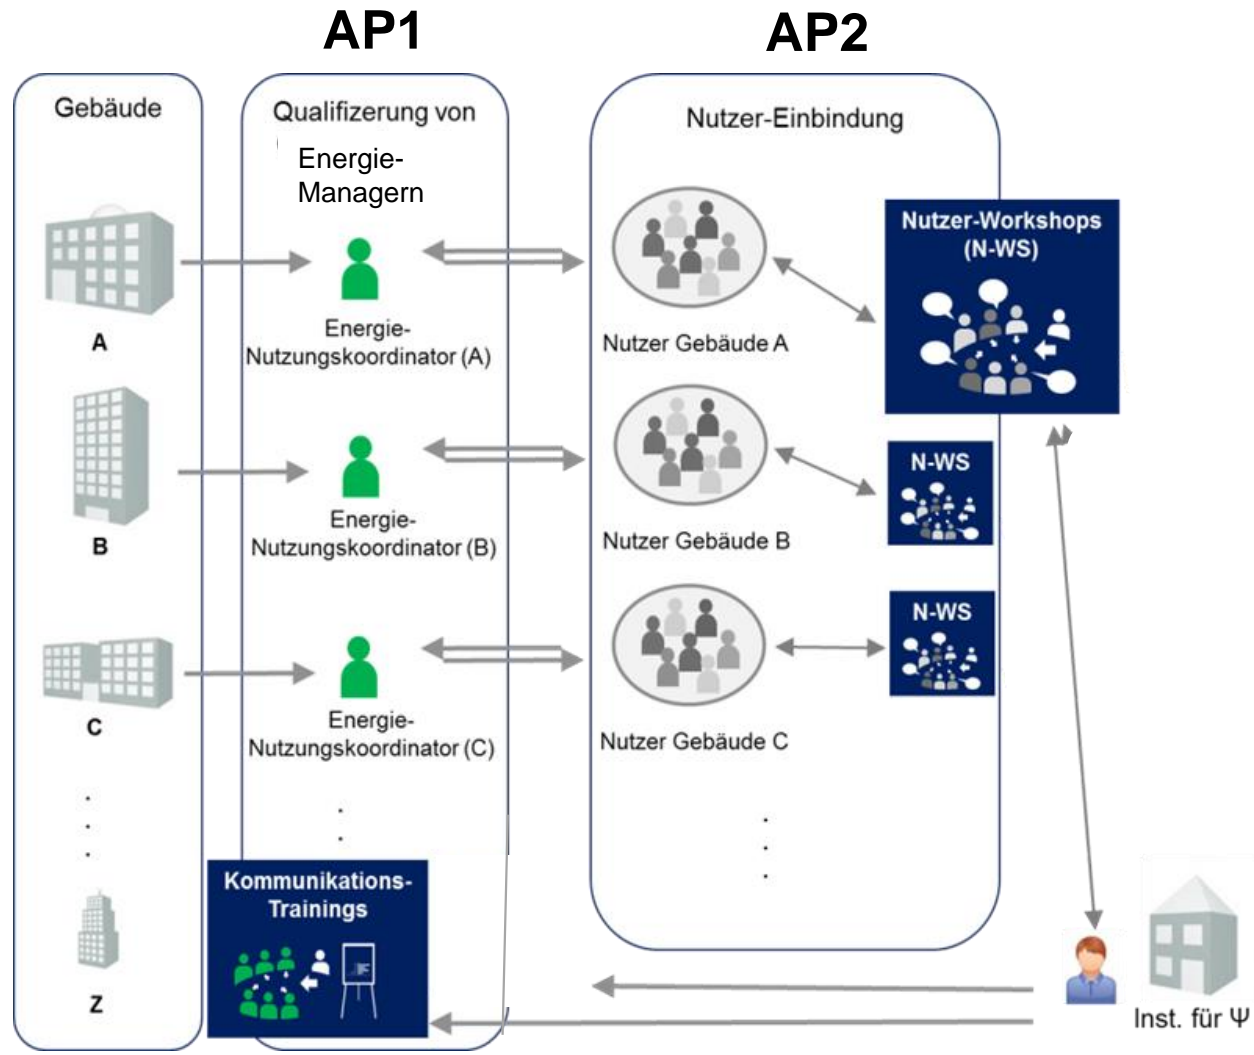 AP1
AP2
Gebäude
Qualifizerung von
Energie-
Managern
Nutzer-Einbindung
A
Energie-
Nutzungskoordinator (A)
Nutzer Gebäude A
Nutzer-Workshops
(N-WS)
B
Energie-
Nutzungskoordinator (B)
Nutzer Gebäude B
N-WS
C
Energie-
Nutzungskoordinator (C)
Nutzer Gebäude C
N-WS
Kommunikations-
Trainings
Z
Inst. für Ψ